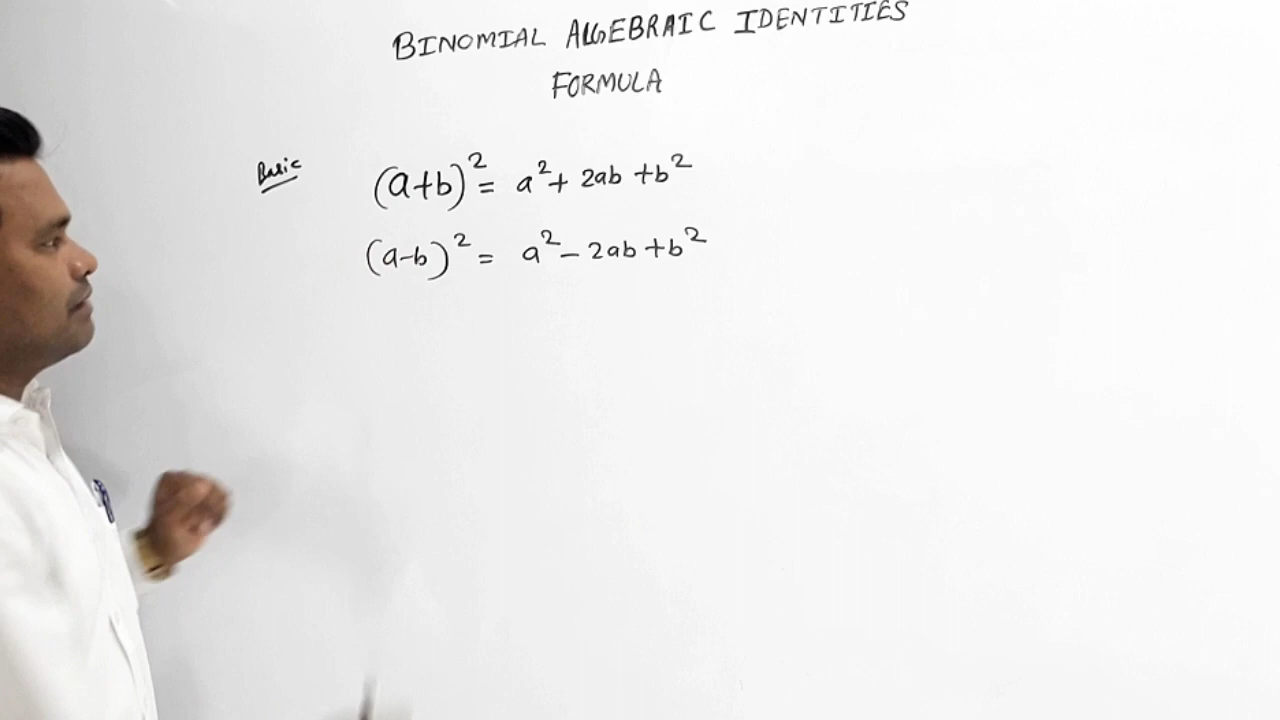 BINOMIAL ALGEBRAIC IDENTITIES
FORMULA
Basic
(a+b)² = a² + 2ab + b²
(a-b)² = a² - 2ab + b²